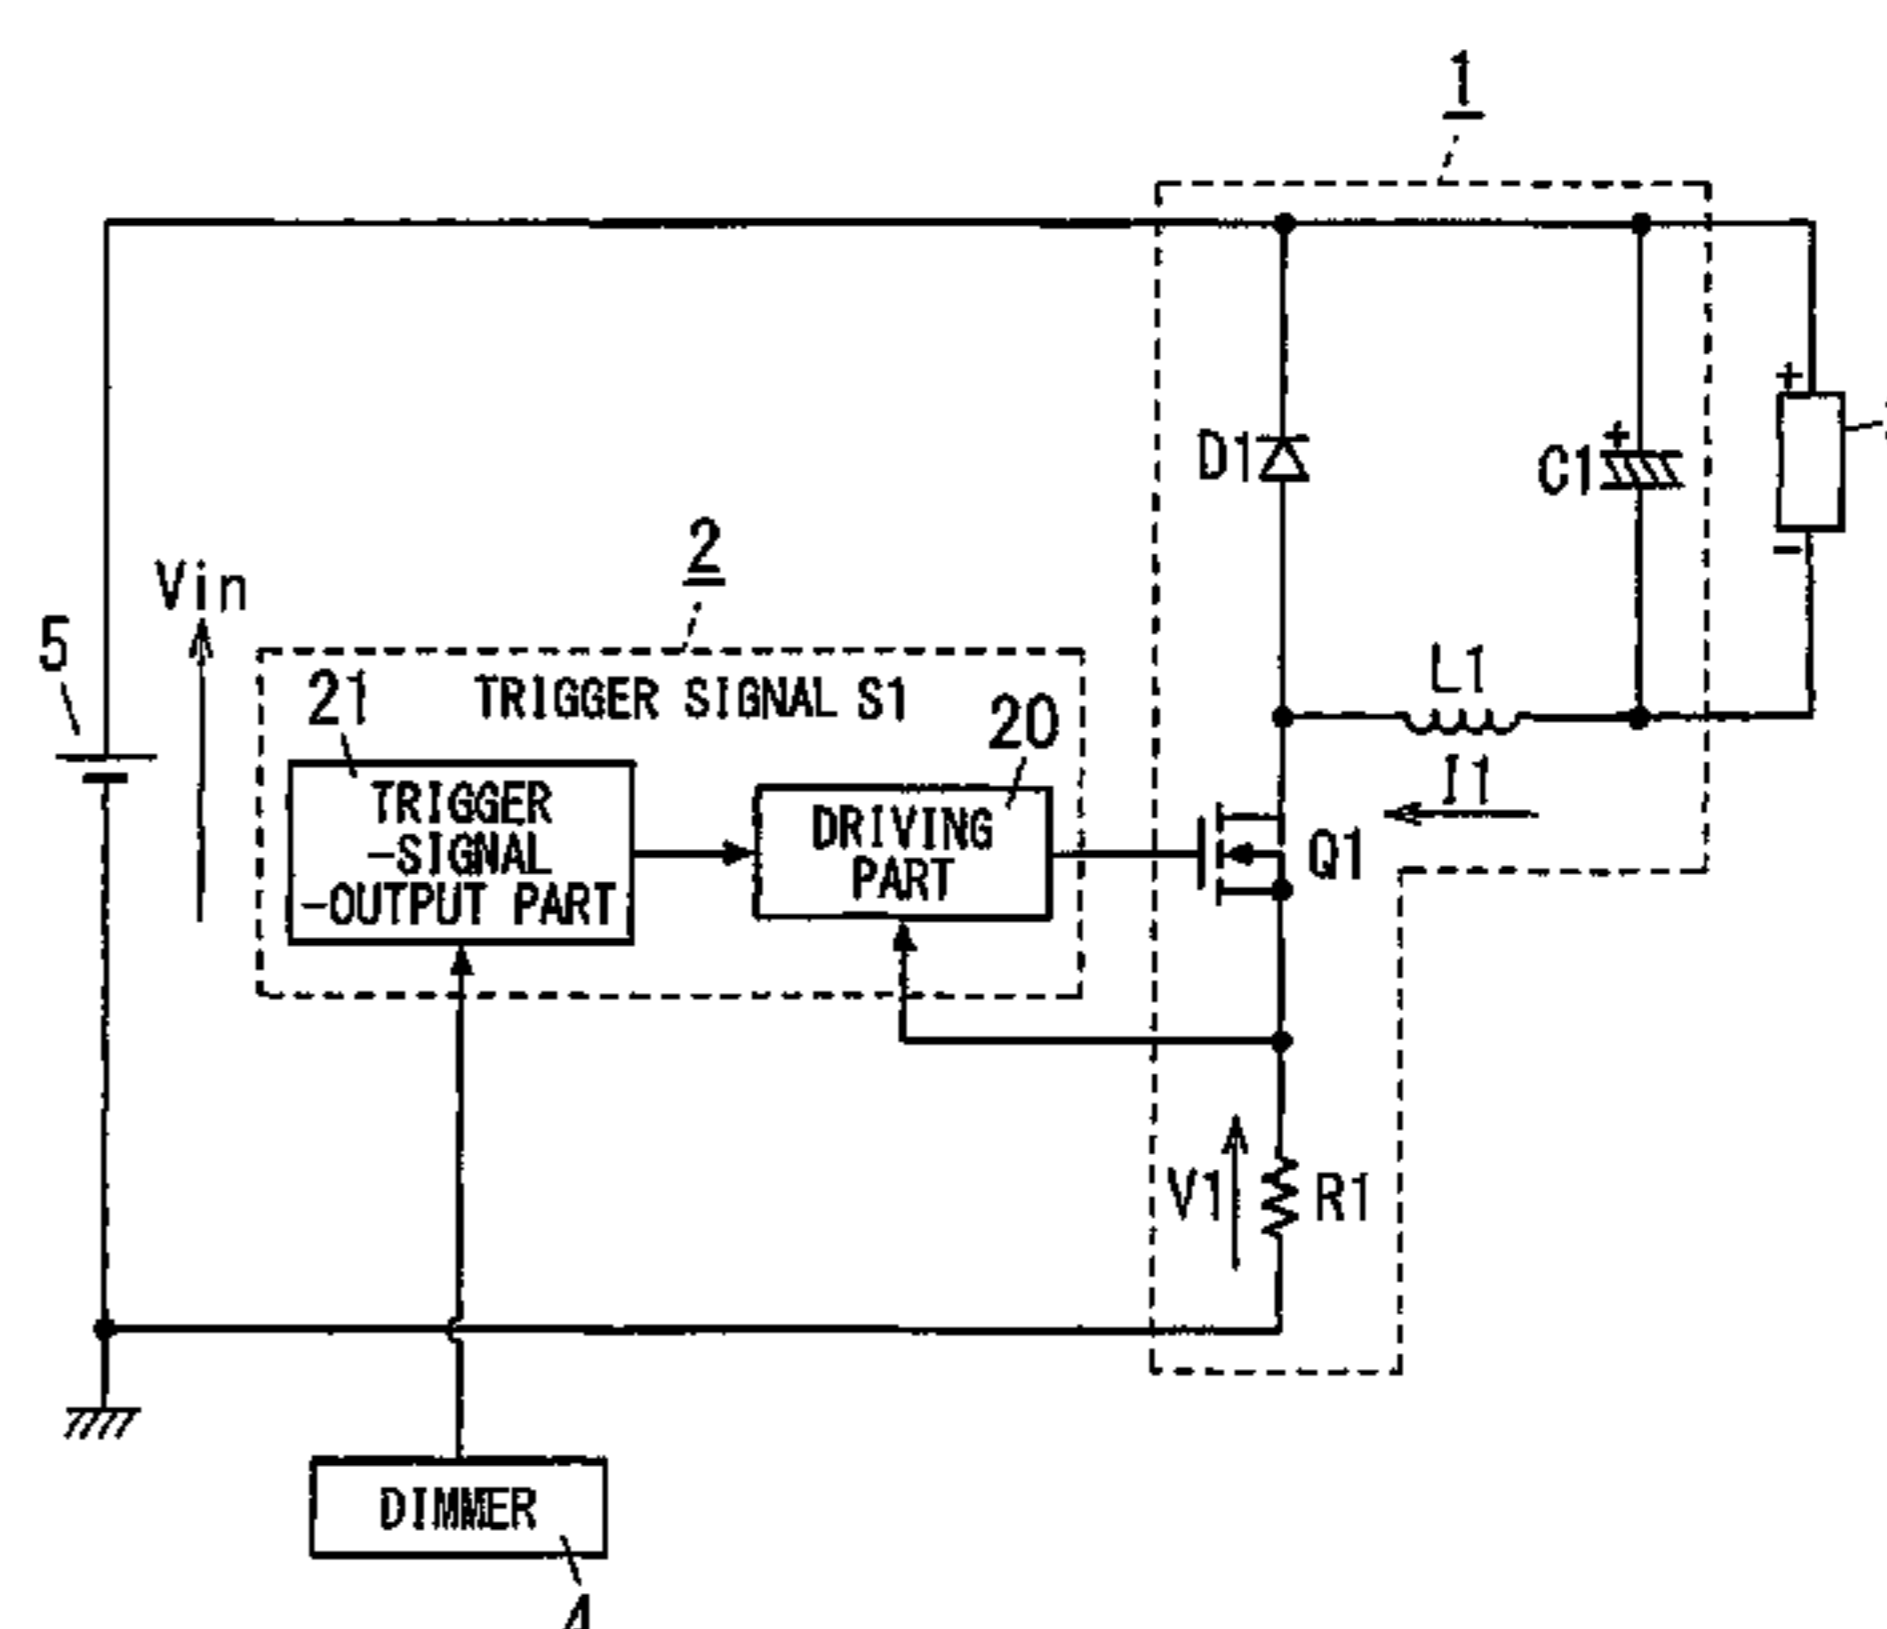 1
D1
+
C1
+
-
2
Vin
5
21
TRIGGER SIGNAL S1
20
L1
I1
TRIGGER
-SIGNAL
-OUTPUT PART
DRIVING
PART
Q1
V1
R1
DIMMER
4